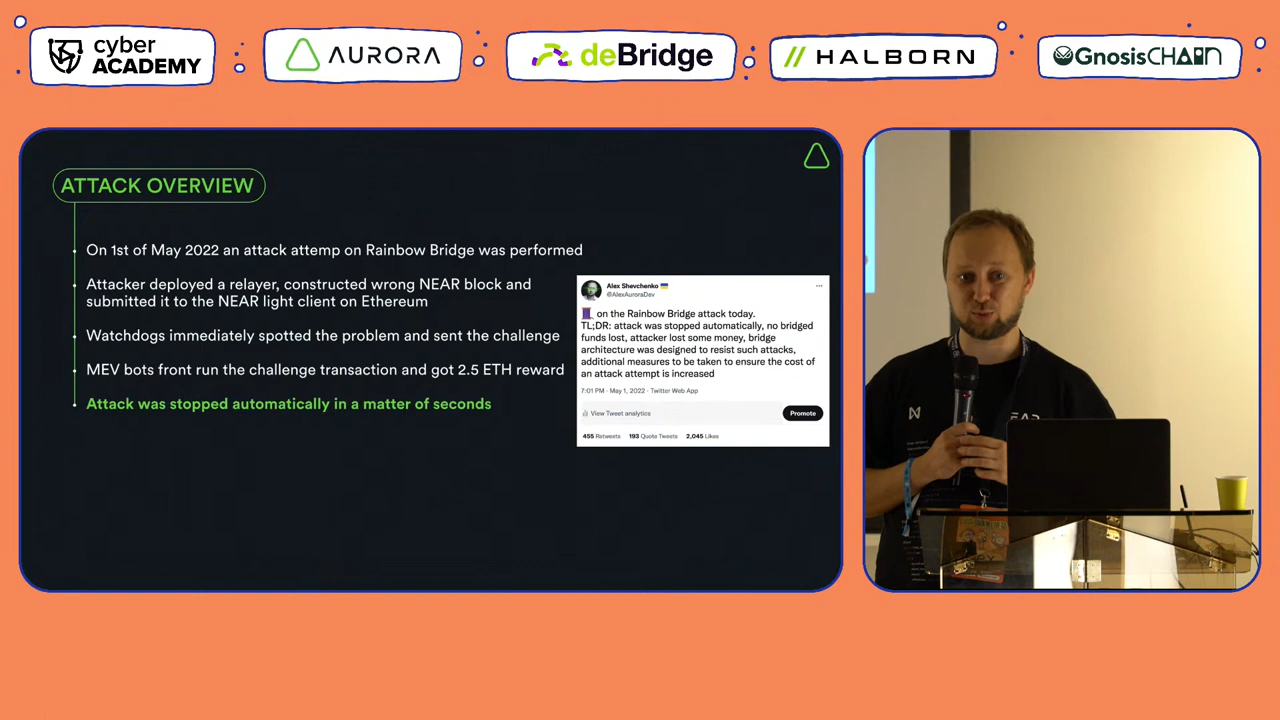 cyber
ACADEMY
AURORA
deBridge
HALBORN
GnosisCHAIN
ATTACK OVERVIEW
On 1st of May 2022 an attack attemp on Rainbow Bridge was performed
Attacker deployed a relayer, constructed wrong NEAR block and
submitted it to the NEAR light client on Ethereum
Watchdogs immediately spotted the problem and sent the challenge
MEV bots front run the challenge transaction and got 2.5 ETH reward
Attack was stopped automatically in a matter of seconds
Alex Shevchenko
@AlexAuroraDev
on the Rainbow Bridge attack today.
TL;DR: attack was stopped automatically, no bridged
funds lost, attacker lost some money, bridge
architecture was designed to resist such attacks,
additional measures to be taken to ensure the cost of
an attack attempt is increased
7:01 PM · May 1, 2022 · Twitter Web App
View Tweet analytics
Promote
455 Retweets 193 Quote Tweets 2,045 Likes